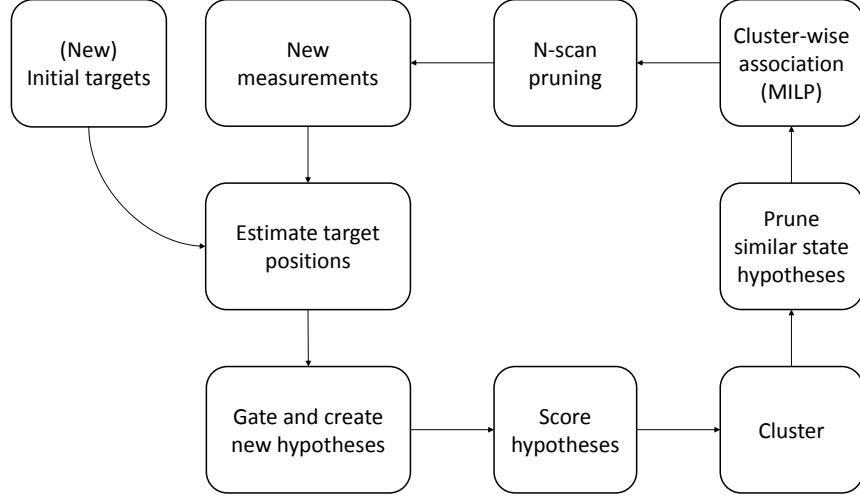 (New)
Initial targets
New
measurements
N-scan
pruning
Cluster-wise
association
(MILP)
Estimate target
positions
Prune
similar state
hypotheses
Gate and create
new hypotheses
Score
hypotheses
Cluster